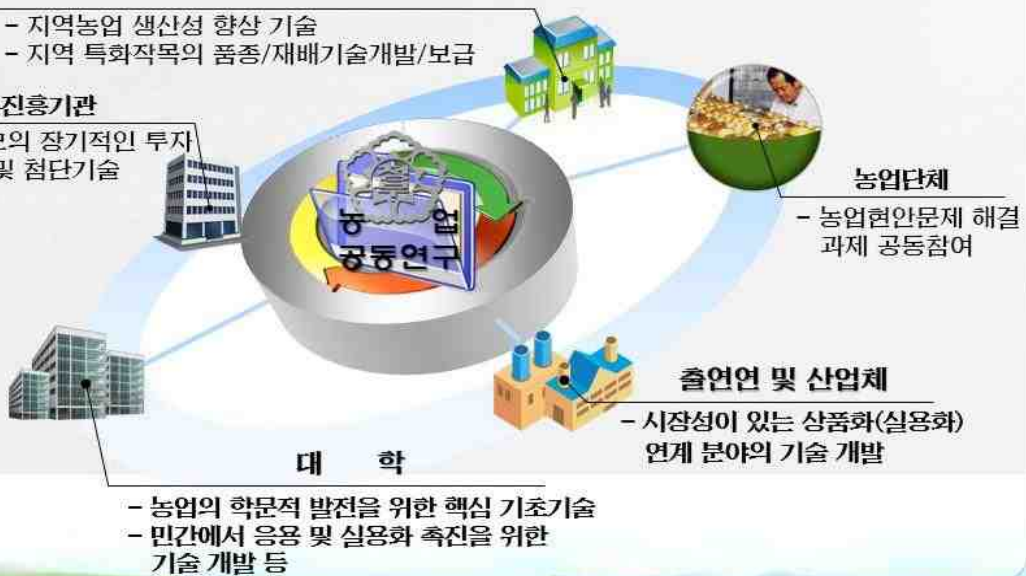 - 지역농업 생산성 향상 기술
- 지역 특화작목의 품종/재배기술개발/보급
진흥기관
의 장기적인 투자
및 첨단기술
농 업
공동연구
농업단체
- 농업현안문제 해결
과제 공동참여
출연연 및 산업체
- 시장성이 있는 상품화(실용화)
연계 분야의 기술 개발
대 학
- 농업의 학문적 발전을 위한 핵심 기초기술
- 민간에서 응용 및 실용화 촉진을 위한
기술 개발 등